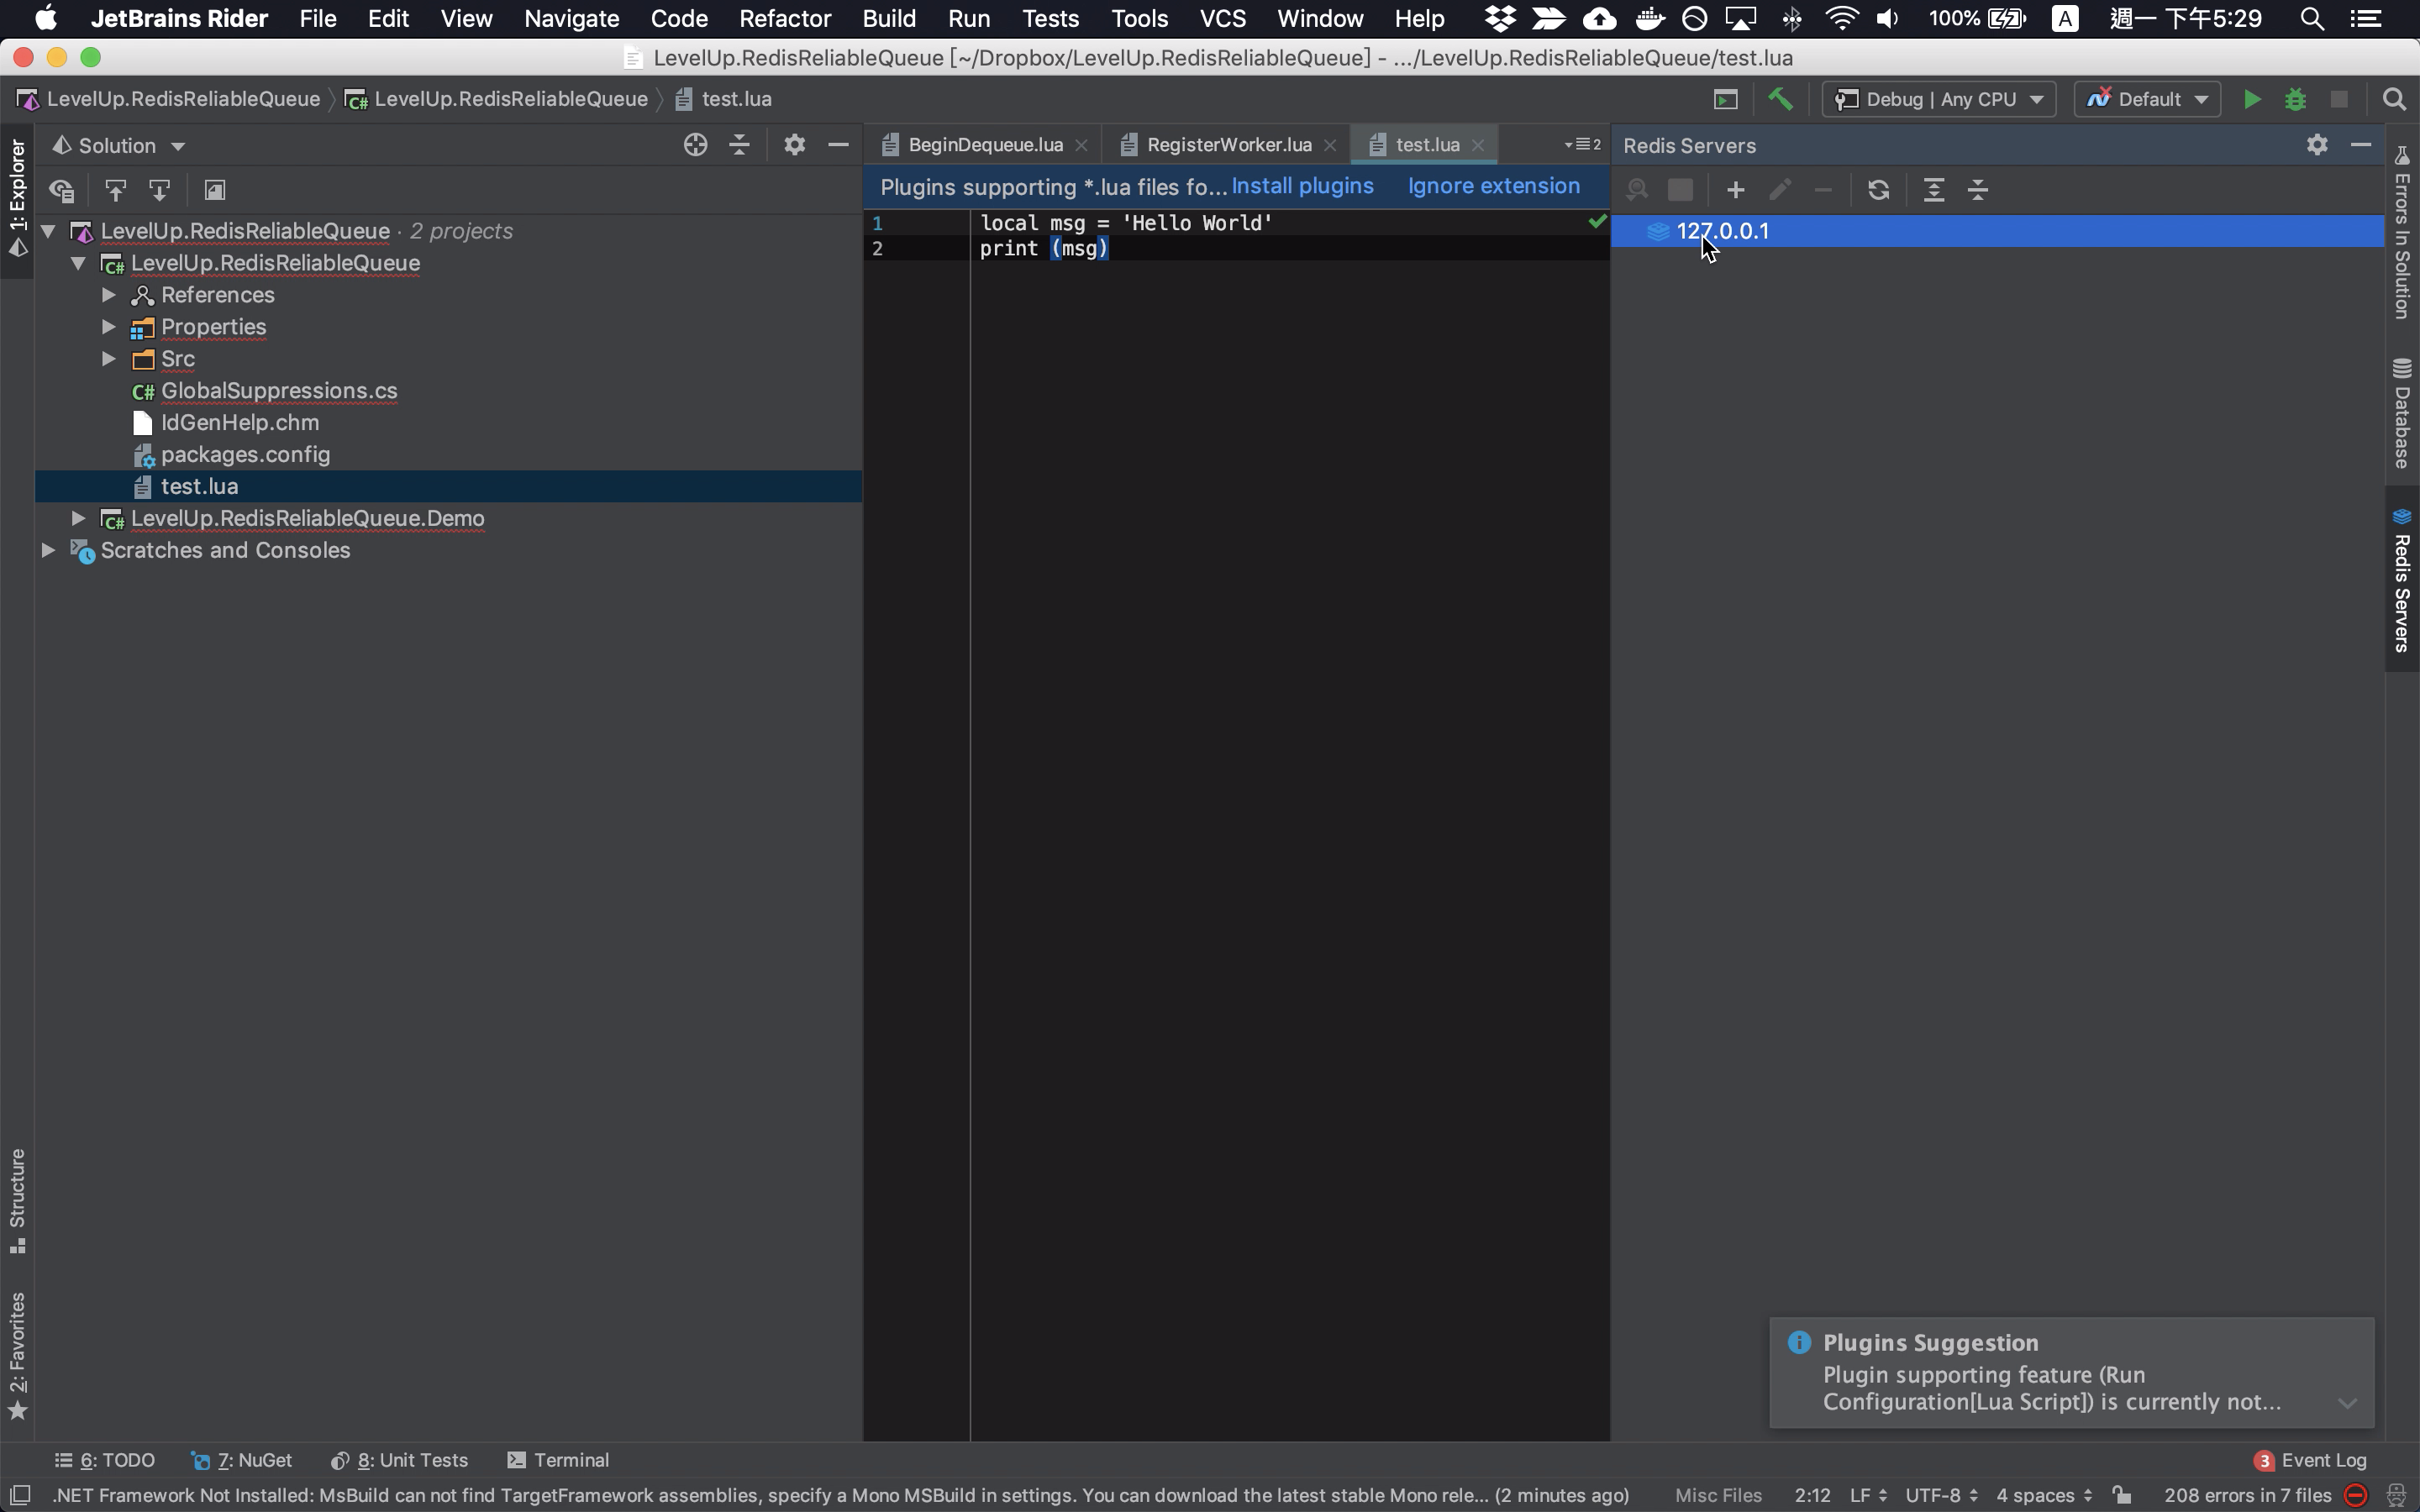 JetBrains Rider File Edit View Navigate Code Refactor Build Run Tests Tools VCS Window Help 100% A 週一 下午5:29
LevelUp.RedisReliableQueue [~/Dropbox/LevelUp.RedisReliableQueue] - .../LevelUp.RedisReliableQueue/test.lua
LevelUp.RedisReliableQueue C# LevelUp.RedisReliableQueue test.lua Debug | Any CPU Default
Solution
BeginDequeue.lua RegisterWorker.lua test.lua 2
Redis Servers
Plugins supporting *.lua files fo... Install plugins Ignore extension
1 local msg = 'Hello World'
2 print (msg)
127.0.0.1
LevelUp.RedisReliableQueue · 2 projects
C# LevelUp.RedisReliableQueue
References
Properties
Src
C# GlobalSuppressions.cs
IdGenHelp.chm
packages.config
test.lua
C# LevelUp.RedisReliableQueue.Demo
Scratches and Consoles
1: Explorer
Structure
2: Favorites
Errors In Solution
Database
Redis Servers
Plugins Suggestion
Plugin supporting feature (Run
Configuration[Lua Script]) is currently not...
6: TODO 7: NuGet 8: Unit Tests Terminal 3 Event Log
.NET Framework Not Installed: MsBuild can not find TargetFramework assemblies, specify a Mono MSBuild in settings. You can download the latest stable Mono rele... (2 minutes ago) Misc Files 2:12 LF UTF-8 4 spaces 208 errors in 7 files